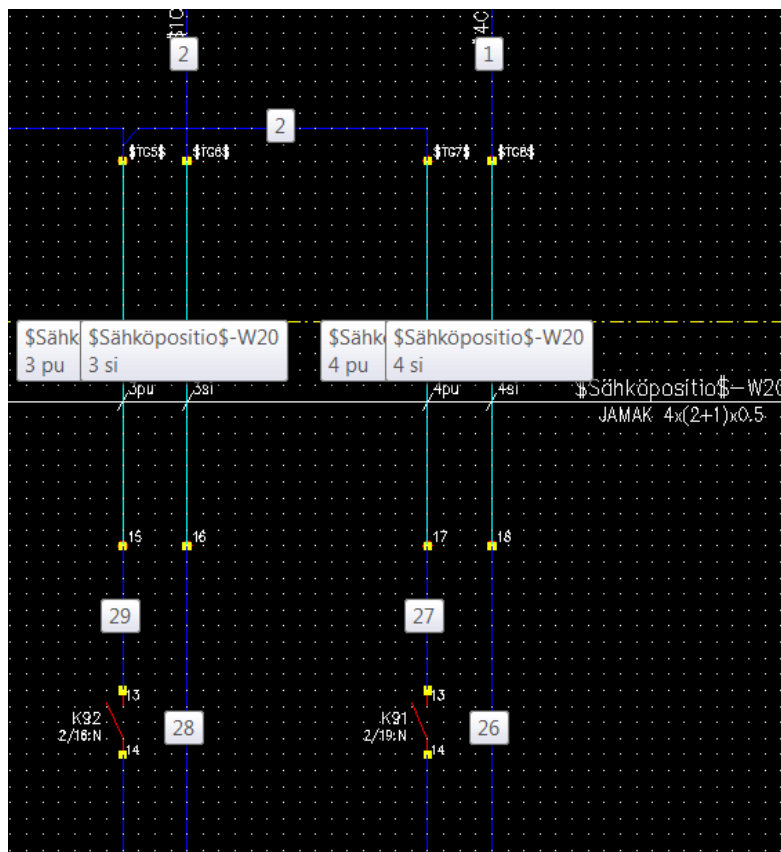 $1C
$4-C
2
1
2
$TG5$
$TG6$
$TG7$
$TG8$
$Sähk
$Sähköpositio$-W20
$Sähk
$Sähköpositio$-W20
3 pu
3 si
4 pu
4 si
3pu
3si
4pu
4si
$Sähköpositio$-W20
JAMAK 4x(2+1)x0.5
15
16
17
18
29
27
13
13
K92
K91
2/16:N
28
2/19:N
26
14
14